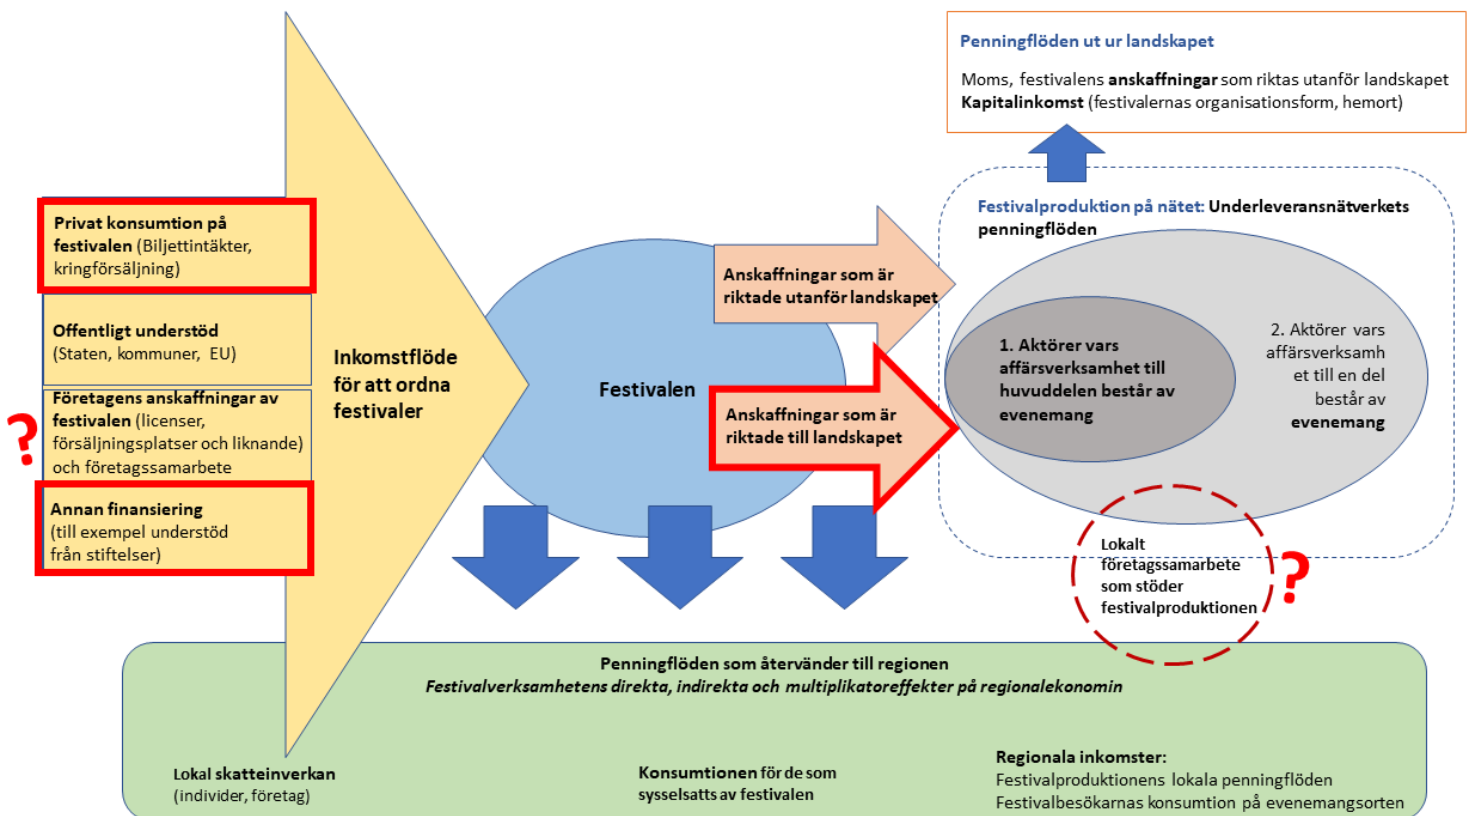 Penningflöden ut ur landskapet
Moms, festivalens anskaffningar som riktas utanför landskapet
Kapitalinkomst (festivalernas organisationsform, hemort)
Privat konsumtion på
festivalen (Biljettintäkter,
kringförsäljning)
Offentligt understöd
(Staten, kommuner, EU)
Företagens anskaffningar av
festivalen (licenser,
försäljningsplatser och liknande)
och företagssamarbete
?
Annan finansiering
(till exempel understöd
från stiftelser)
Inkomstflöde
för att ordna
festivaler
Festivalen
Anskaffningar som är
riktade utanför landskapet
Anskaffningar som är
riktade till landskapet
Festivalproduktion på nätet: Underleveransnätverkets
penningflöden
1. Aktörer vars
affärsverksamhet till
huvuddelen består av
evenemang
2. Aktörer vars
affärsverksamh
et till en del
består av
evenemang
Lokalt
företagssamarbete
som stöder
festivalproduktionen
?
Penningflöden som återvänder till regionen
Festivalverksamhetens direkta, indirekta och multiplikatoreffekter på regionalekonomin
Lokal skatteinverkan
(individer, företag)
Konsumtionen för de som
sysselsatts av festivalen
Regionala inkomster:
Festivalproduktionens lokala penningflöden
Festivalbesökarnas konsumtion på evenemangsorten